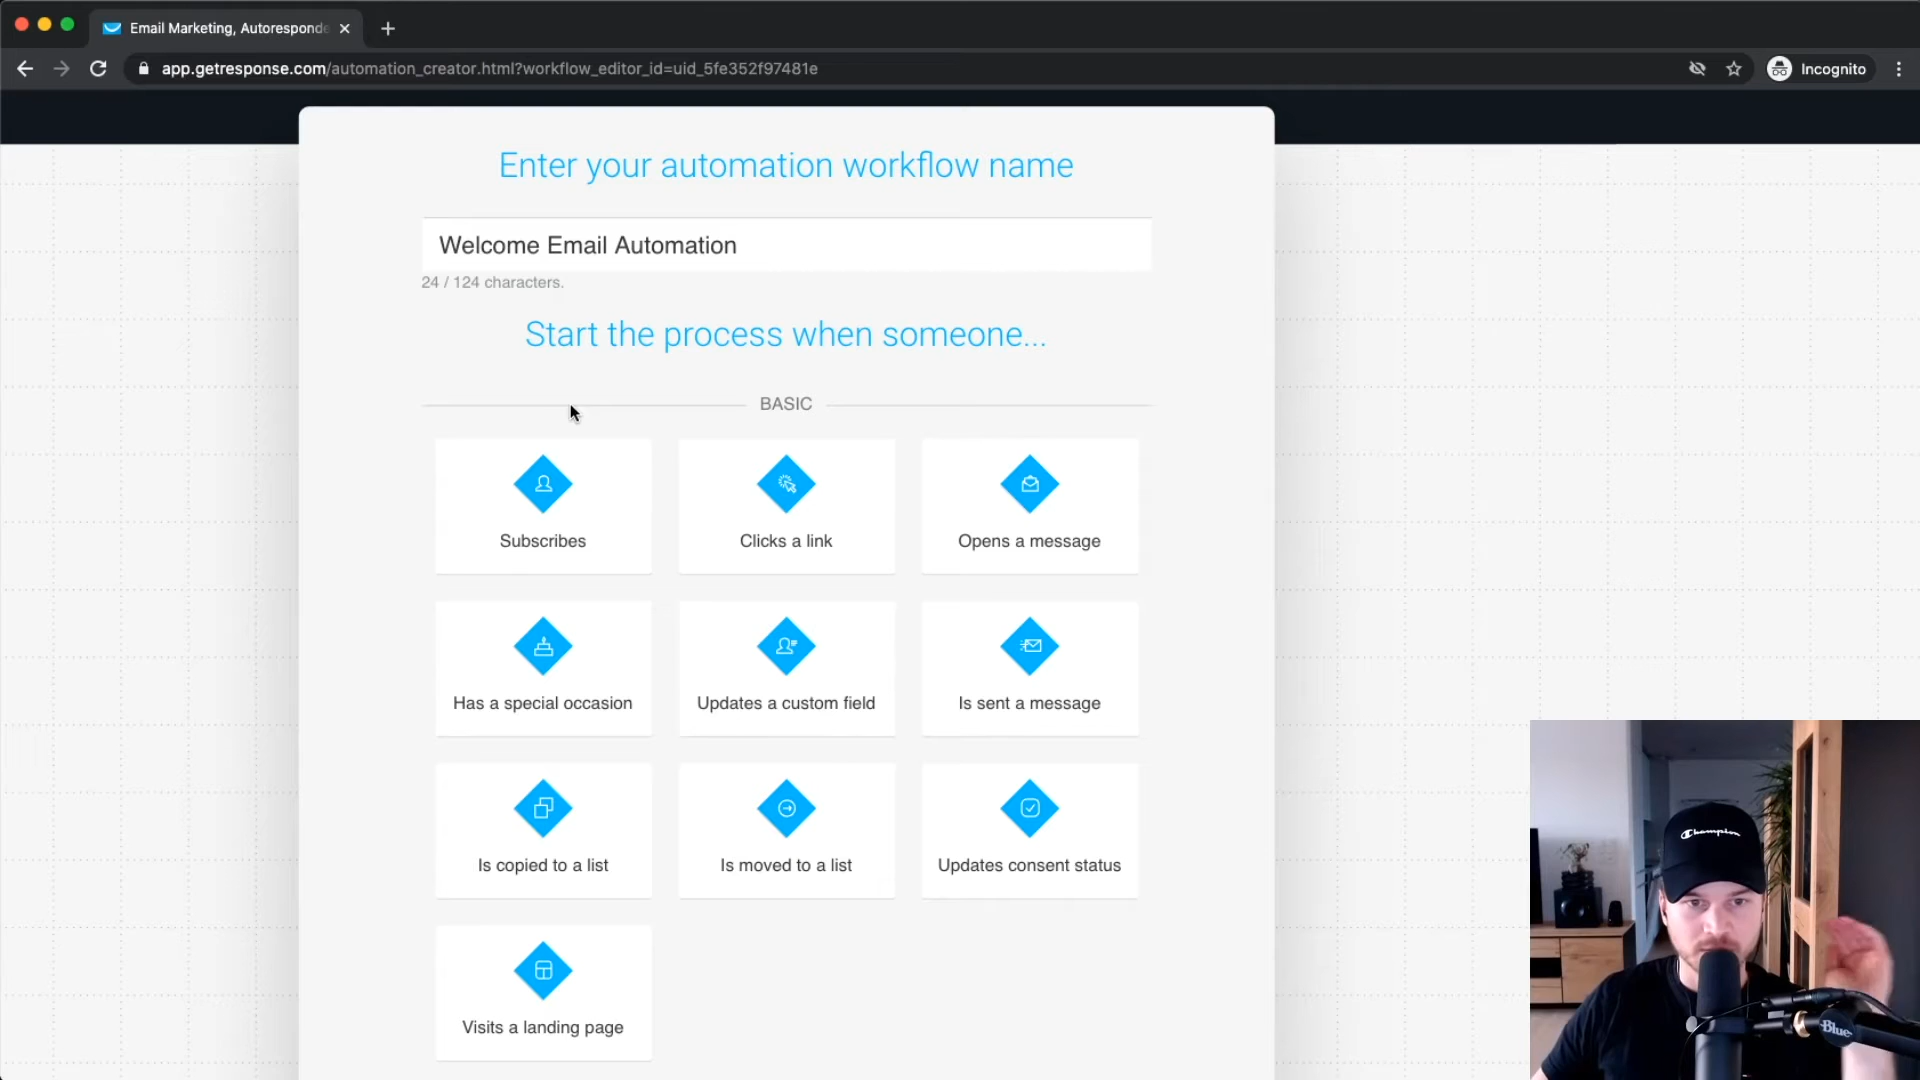 Email Marketing, Autoresponde
app.getresponse.com/automation_creator.html?workflow_editor_id=uid_5fe352f97481e
Incognito
Enter your automation workflow name
Welcome Email Automation
24 / 124 characters.
Start the process when someone...
BASIC
Subscribes
Clicks a link
Opens a message
Has a special occasion
Updates a custom field
Is sent a message
Is copied to a list
Is moved to a list
Updates consent status
Visits a landing page
Champion
Blue